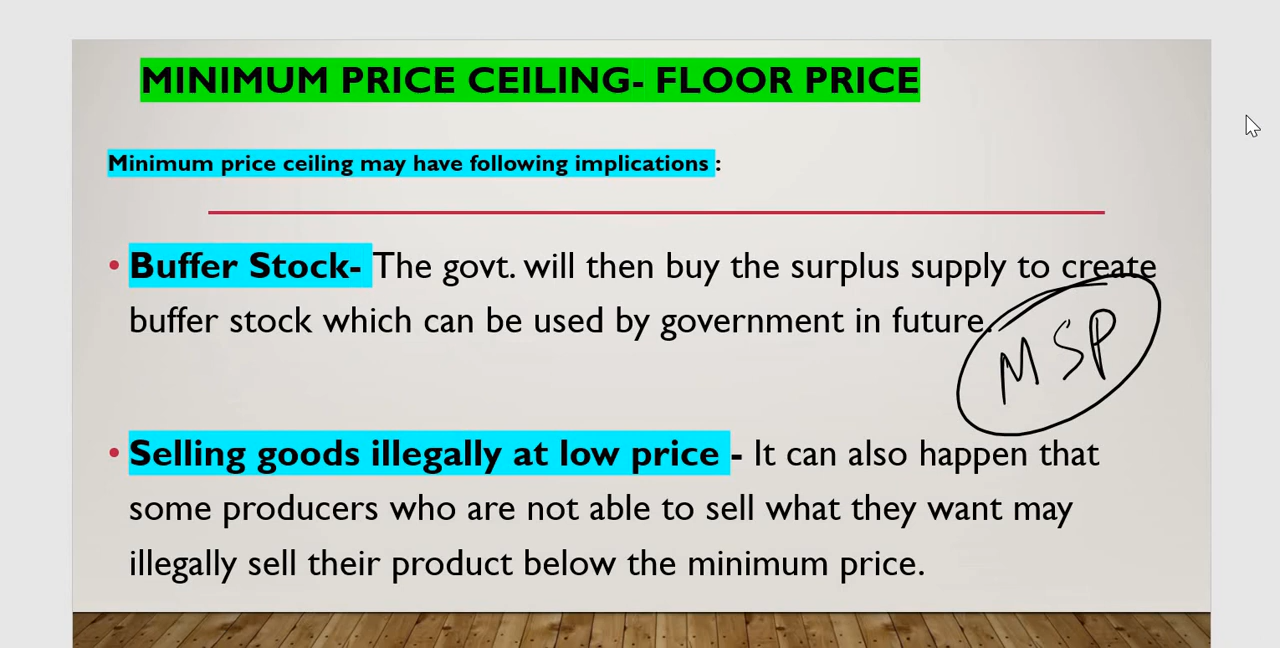 MINIMUM PRICE CEILING- FLOOR PRICE
Minimum price ceiling may have following implications :
• Buffer Stock- The govt. will then buy the surplus supply to create
buffer stock which can be used by government in future.
MSP
• Selling goods illegally at low price - It can also happen that
some producers who are not able to sell what they want may
illegally sell their product below the minimum price.